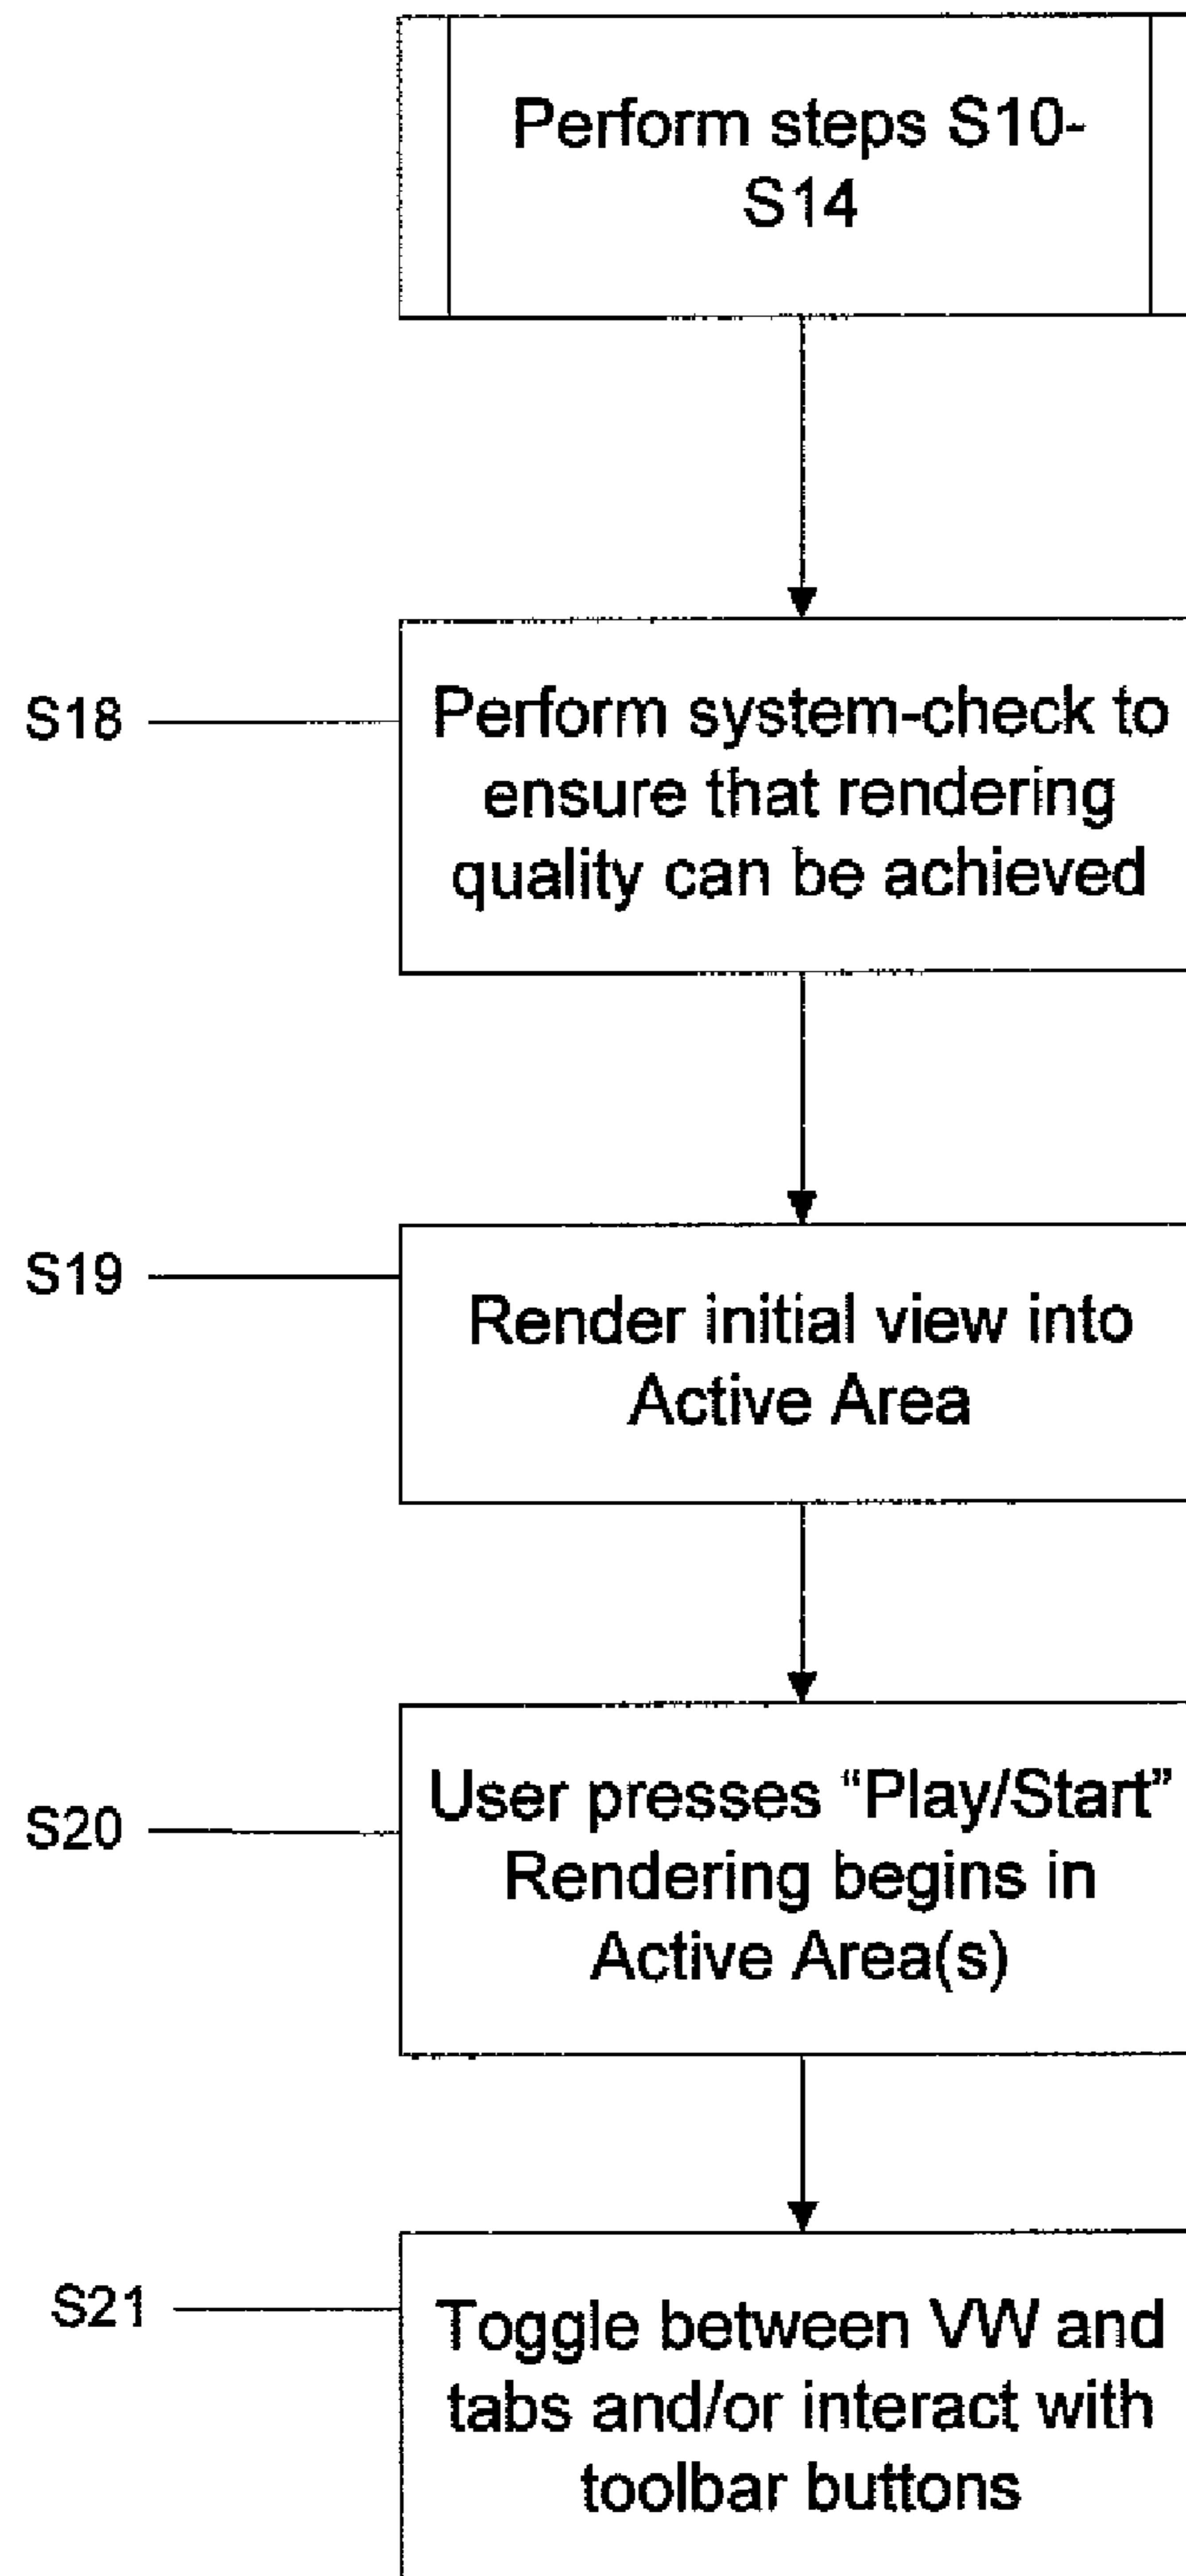 Perform steps S10-
S14
S18
Perform system-check to
ensure that rendering
quality can be achieved
S19
Render initial view into
Active Area
S20
User presses “Play/Start”
Rendering begins in
Active Area(s)
S21
Toggle between VW and
tabs and/or interact with
toolbar buttons